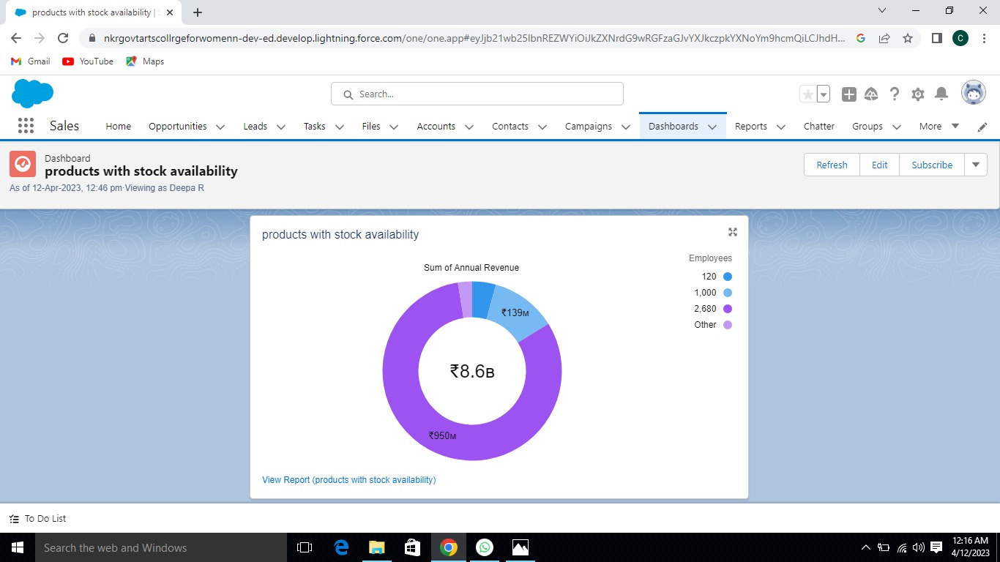 products with stock availability | S
nkrgovtartscollrgeforwomenn-dev-ed.develop.lightning.force.com/one/one.app#eyJjb21wb25lbnREZWYiOiJkZXNrdG9wRGFzaGJvYXJkczpkYXNoYm9hcmQiLCJhdH...
C
Gmail YouTube Maps
Search...
Sales Home Opportunities Leads Tasks Files Accounts Contacts Campaigns Dashboards Reports Chatter Groups More
Dashboard
products with stock availability
As of 12-Apr-2023, 12:46 pm·Viewing as Deepa R
Refresh Edit Subscribe
products with stock availability
Sum of Annual Revenue
Employees
120
1,000
2,680
Other
₹139M
₹8.6B
₹950M
View Report (products with stock availability)
To Do List
Search the web and Windows
12:16 AM
4/12/2023